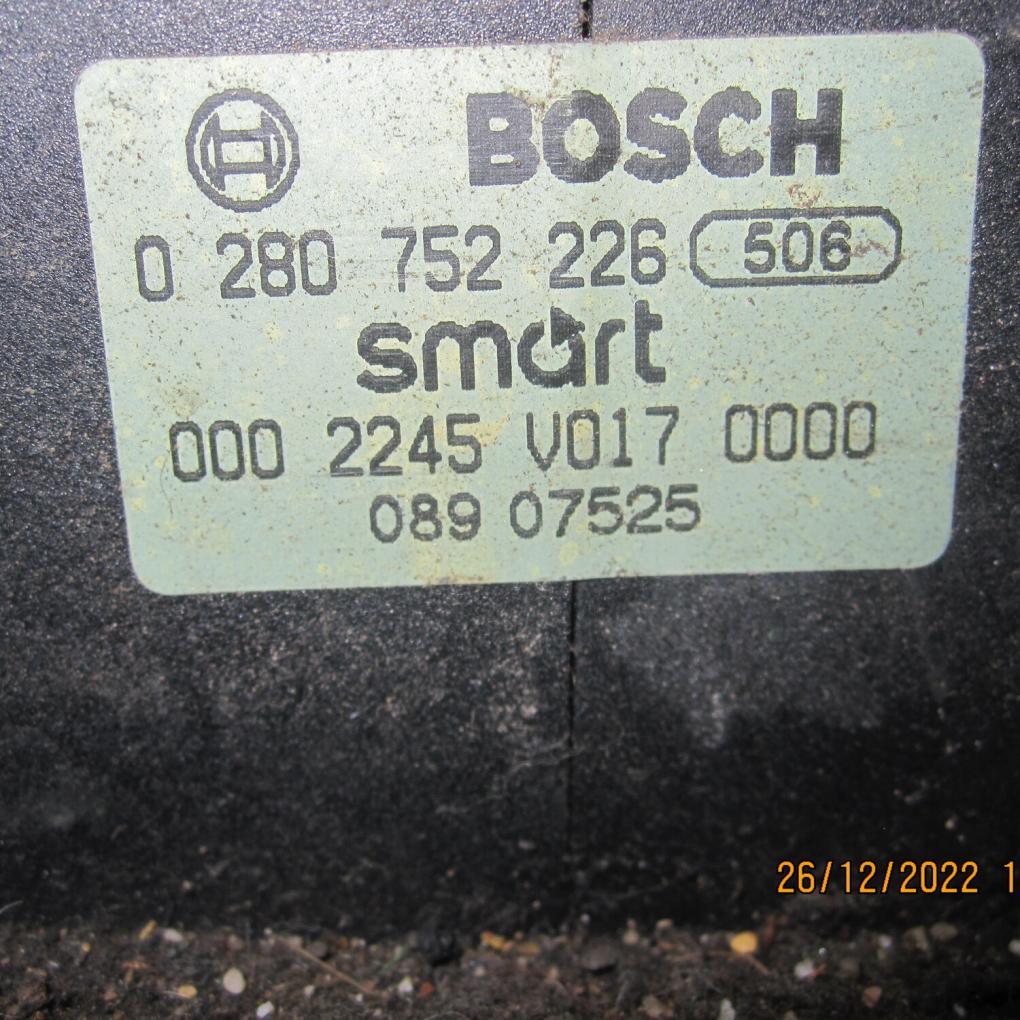 BOSCH
0 280 752 226 506
smart
000 2245 V017 0000
089 07525
26/12/2022 1